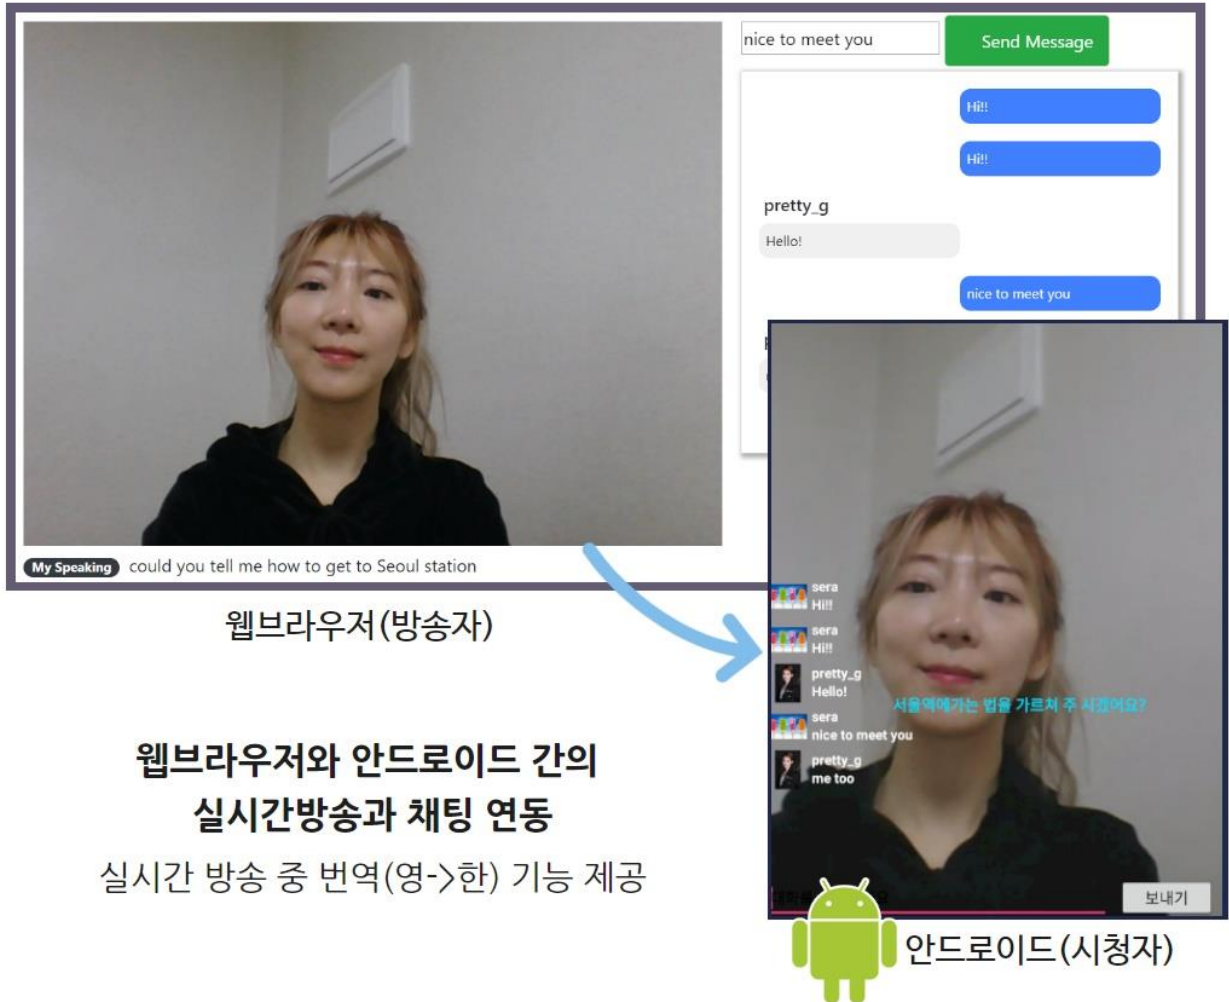 nice to meet you
Send Message
Hi!!
Hi!!
pretty_g
Hello!
nice to meet you
My Speaking could you tell me how to get to Seoul station
웹브라우저(방송자)
sera
Hi!!
sera
Hi!!
pretty_g
Hello!
서울역에가는 법을 가르쳐 주 시겠어요?
sera
nice to meet you
pretty_g
me too
보내기
안드로이드(시청자)
웹브라우저와 안드로이드 간의
실시간방송과 채팅 연동
실시간 방송 중 번역(영->한) 기능 제공